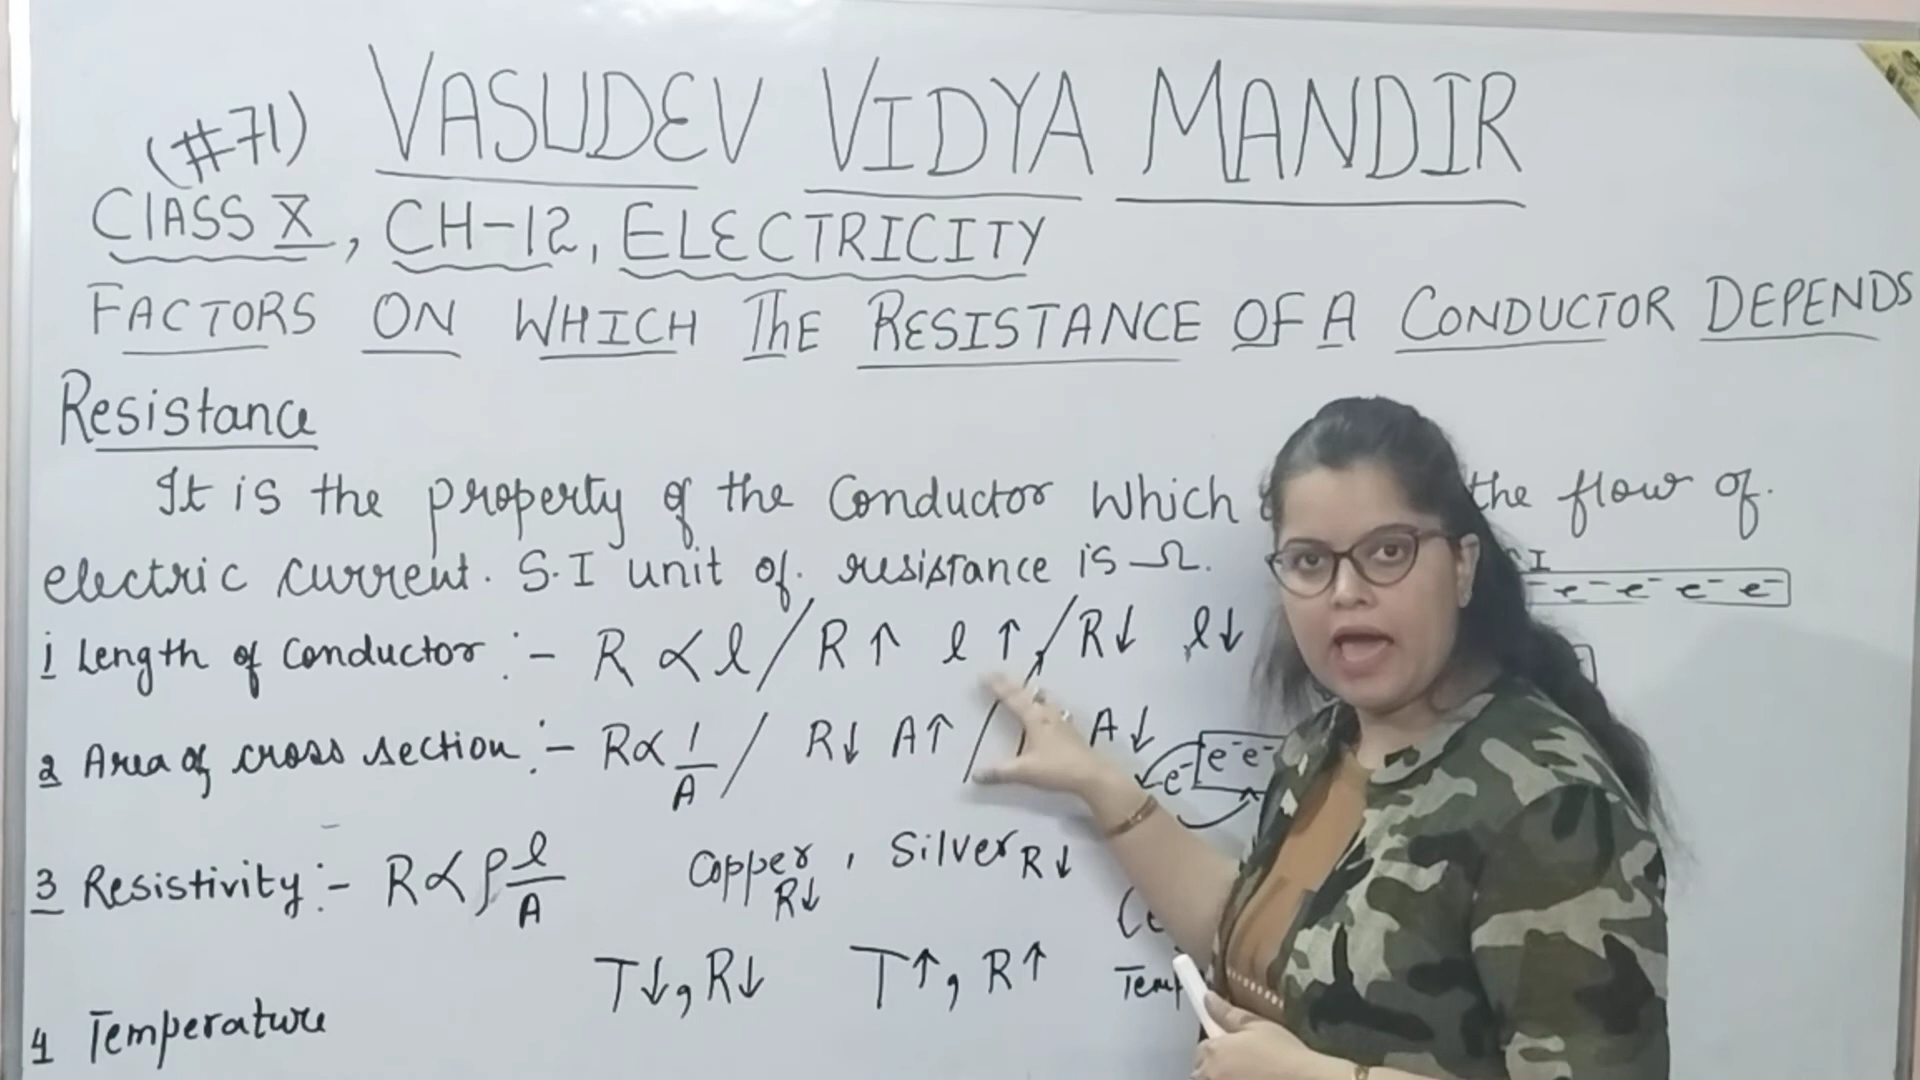 (#71) VASUDEV VIDYA MANDIR
CLASS X, CH-12, ELECTRICITY
FACTORS ON WHICH THE RESISTANCE OF A CONDUCTOR DEPENDS
Resistance
It is the property of the Conductor which the flow of
electric current. S.I unit of resistance is Ω.
I
e⁻ e⁻ e⁻ e⁻
1 Length of Conductor :- R ∝ l / R↑ l↑ / R↓ l↓
2 Area of cross section :- R ∝ 1/A / R↓ A↑ / A↓
e⁻ e⁻ e⁻
3 Resistivity :- R ∝ ρ l/A Copper R↓, Silver R↓
T↓, R↓ T↑, R↑
4 Temperature